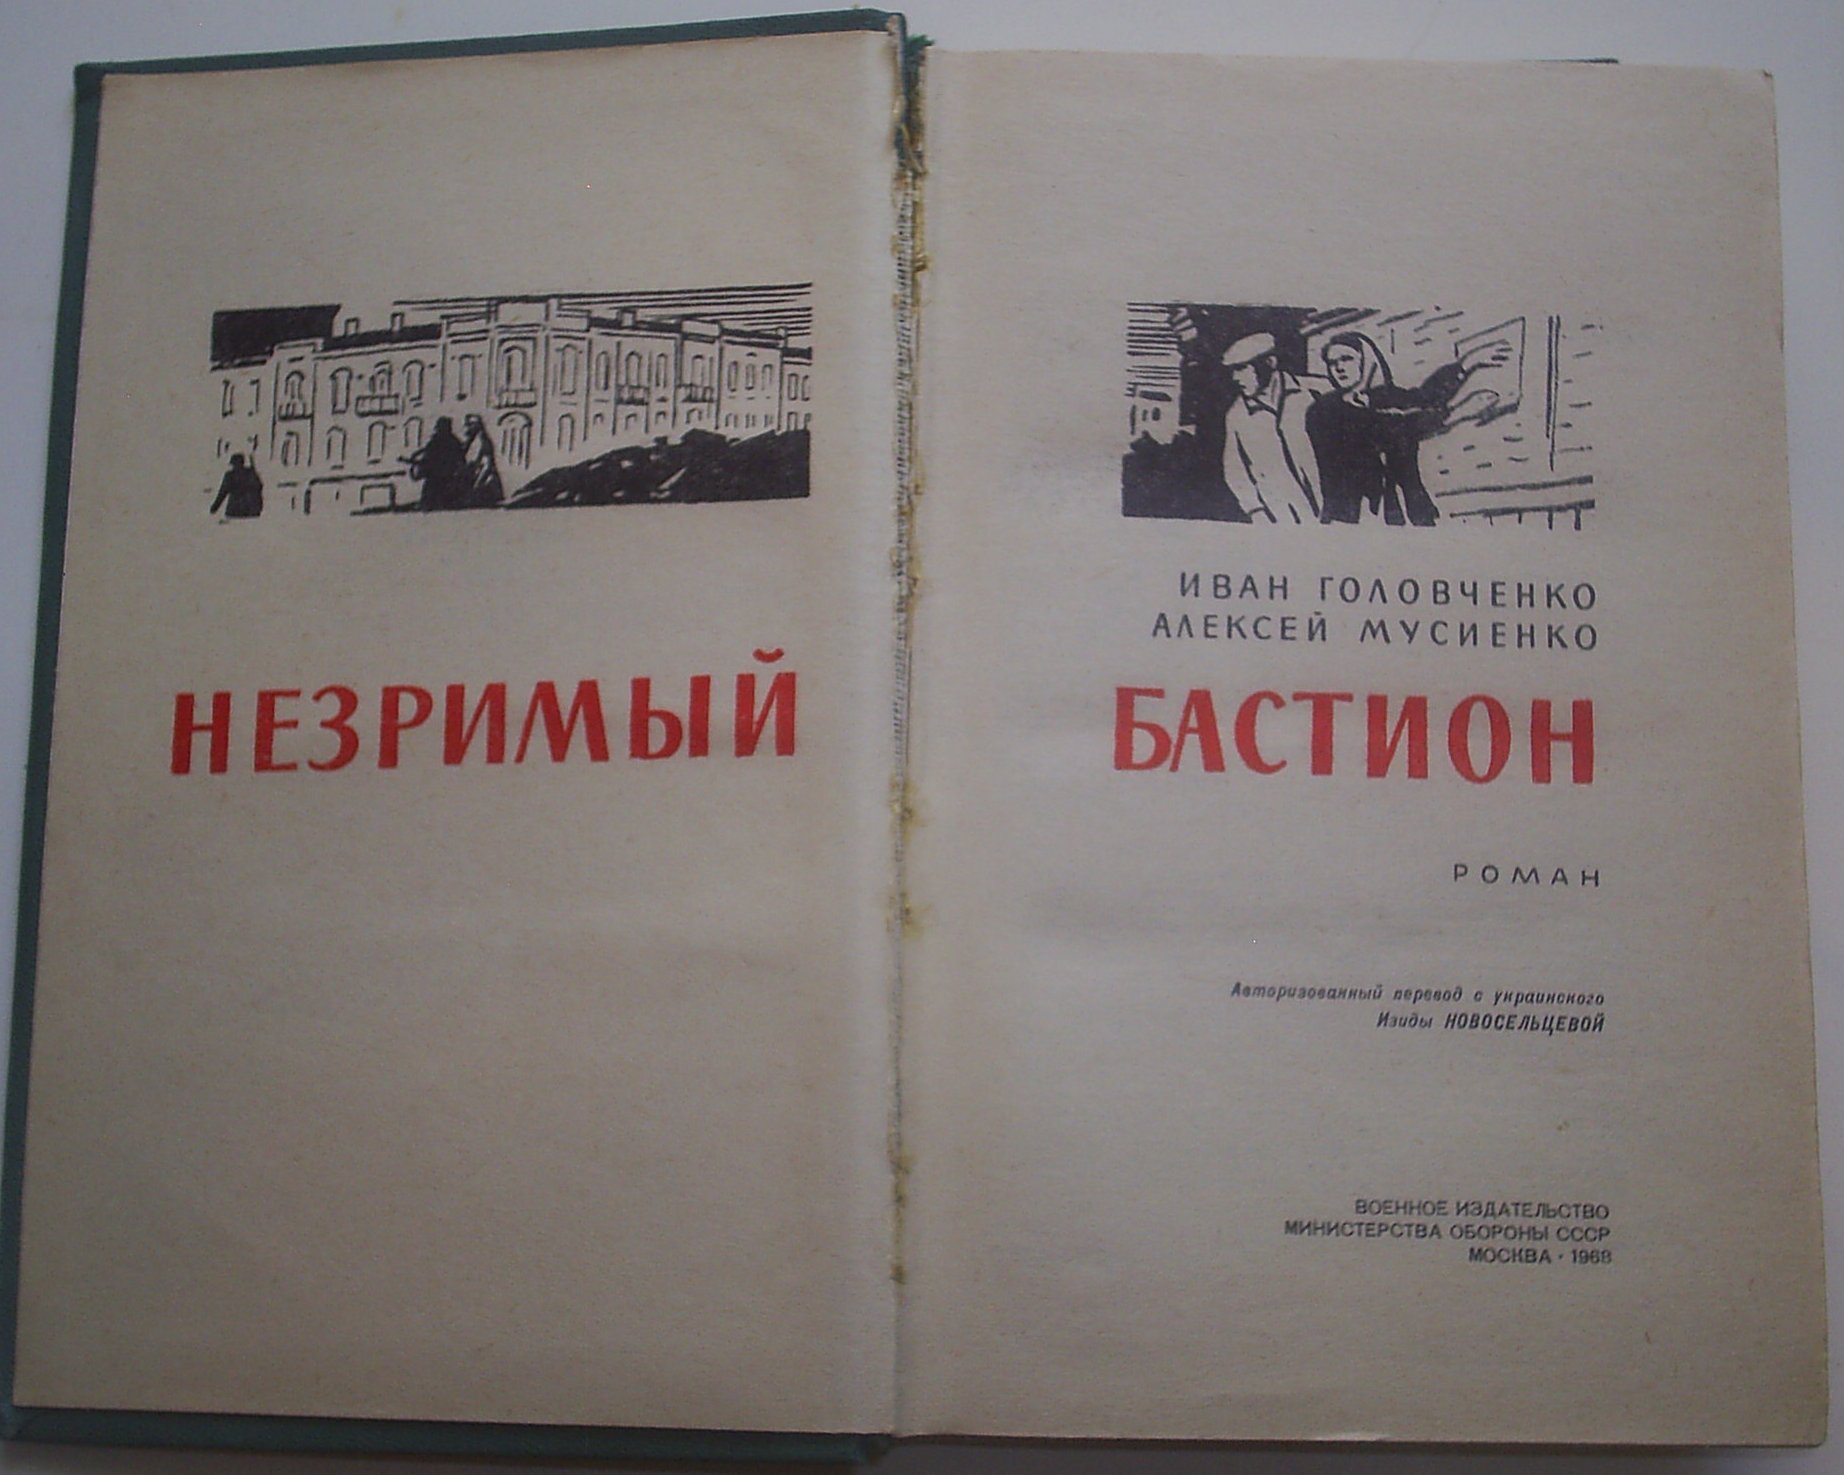 НЕЗРИМЫЙ
ИВАН ГОЛОВЧЕНКО
АЛЕКСЕЙ МУСИЕНКО
БАСТИОН
РОМАН
Авторизованный перевод с украинского
Изиды НОВОСЕЛЬЦЕВОЙ
ВОЕННОЕ ИЗДАТЕЛЬСТВО
МИНИСТЕРСТВА ОБОРОНЫ СССР
МОСКВА · 1968